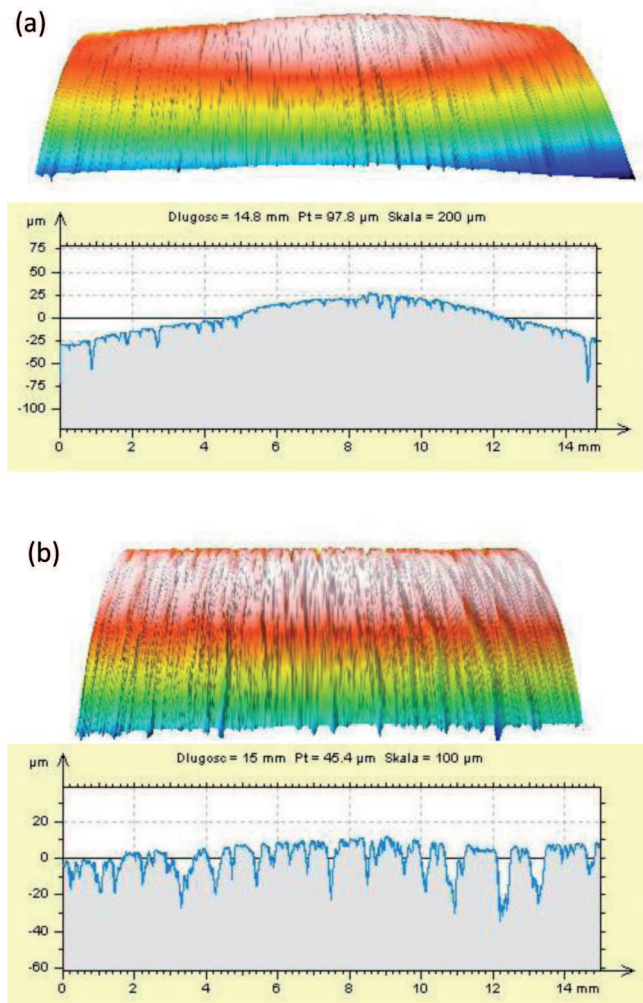 (a)
µm
Dlugosc = 14.8 mm Pt = 97.8 µm Skala = 200 µm
75
50
25
0
-25
-50
-75
-100
0 2 4 6 8 10 12 14 mm
(b)
µm
Dlugosc = 15 mm Pt = 45.4 µm Skala = 100 µm
20
0
-20
-40
-60
0 2 4 6 8 10 12 14 mm